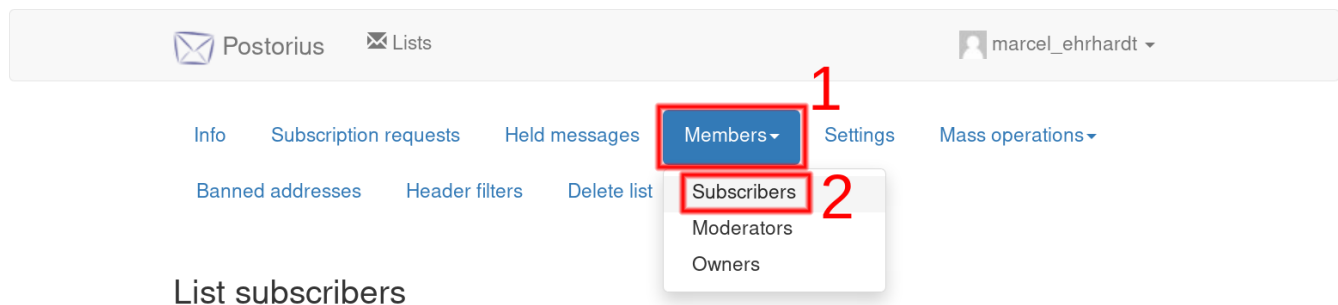 Postorius Lists marcel_ehrhardt
1
Info Subscription requests Held messages Members Settings Mass operations
Banned addresses Header filters Delete list Subscribers 2
Moderators
Owners
List subscribers